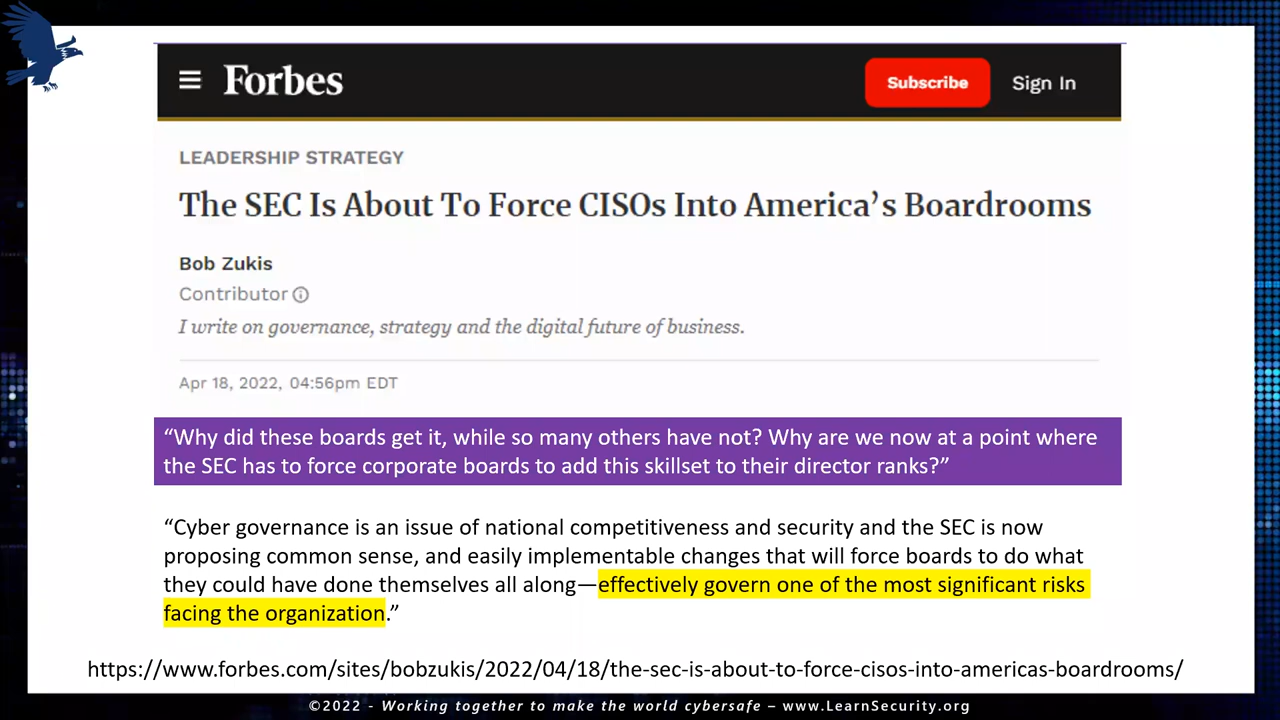 Forbes
Subscribe
Sign In
LEADERSHIP STRATEGY
The SEC Is About To Force CISOs Into America’s Boardrooms
Bob Zukis
Contributor
I write on governance, strategy and the digital future of business.
Apr 18, 2022, 04:56pm EDT
“Why did these boards get it, while so many others have not? Why are we now at a point where
the SEC has to force corporate boards to add this skillset to their director ranks?”
“Cyber governance is an issue of national competitiveness and security and the SEC is now
proposing common sense, and easily implementable changes that will force boards to do what
they could have done themselves all along—effectively govern one of the most significant risks
facing the organization.”
https://www.forbes.com/sites/bobzukis/2022/04/18/the-sec-is-about-to-force-cisos-into-americas-boardrooms/
©2022 - Working together to make the world cybersafe – www.LearnSecurity.org